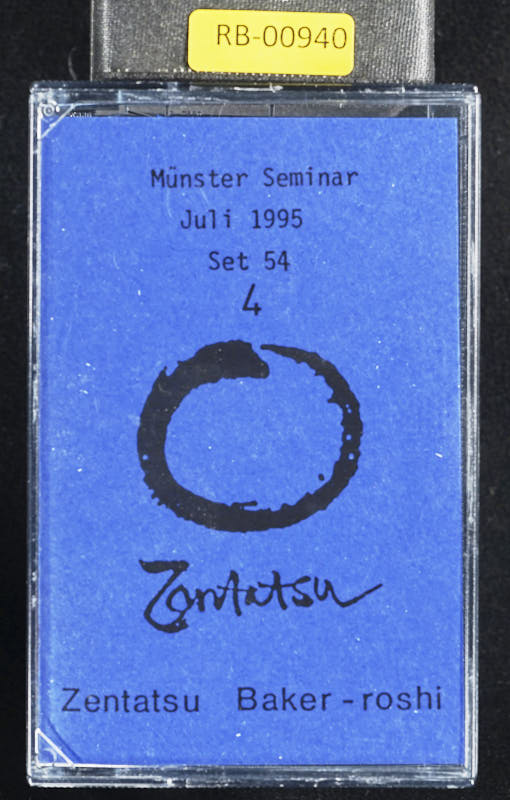 RB-00940
Münster Seminar
Juli 1995
Set 54
4
Zentatsu
Zentatsu Baker-roshi